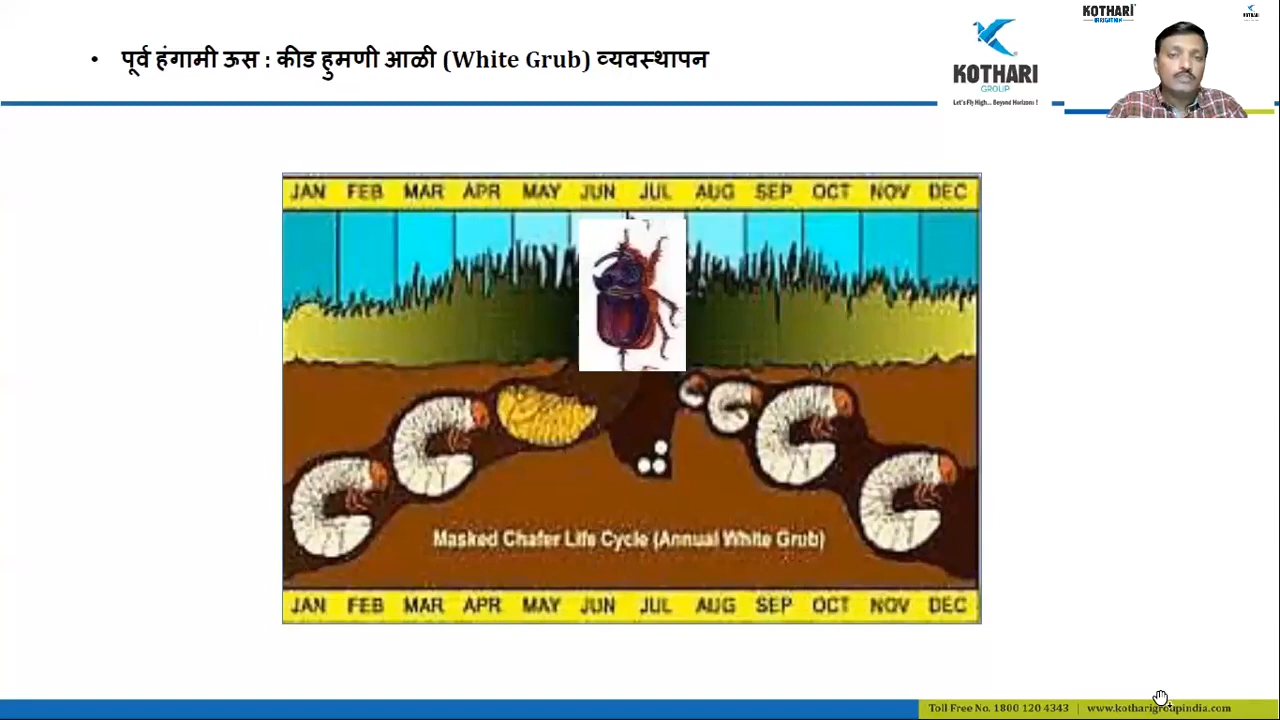 • पूर्व हंगामी ऊस : कीड हुमणी आळी (White Grub) व्यवस्थापन
KOTHARI
GROUP
Let's Fly High... Beyond Horizons !
KOTHARI
IRRIGATION
KOTHARI
JAN FEB MAR APR MAY JUN JUL AUG SEP OCT NOV DEC
Masked Chafer Life Cycle (Annual White Grub)
JAN FEB MAR APR MAY JUN JUL AUG SEP OCT NOV DEC
Toll Free No. 1800 120 4343 | www.kotharigroupindia.com